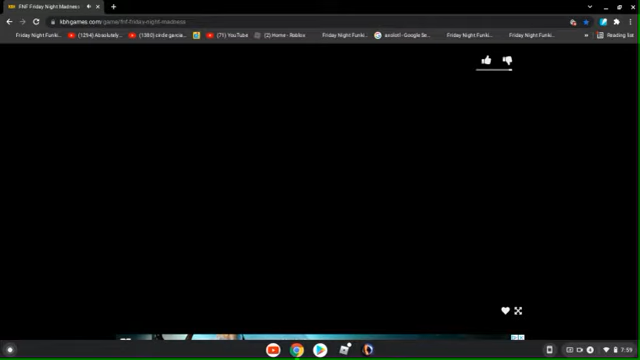 FNF Friday Night Madness
kbhgames.com/game/fnf-friday-night-madness
Friday Night Funki... (1294) Absolutely... (1380) cindo garcia... (71) YouTube (2) Home - Roblox Friday Night Funki... axolotl - Google Se... Friday Night Funki... Friday Night Funki... » Reading list
7:59